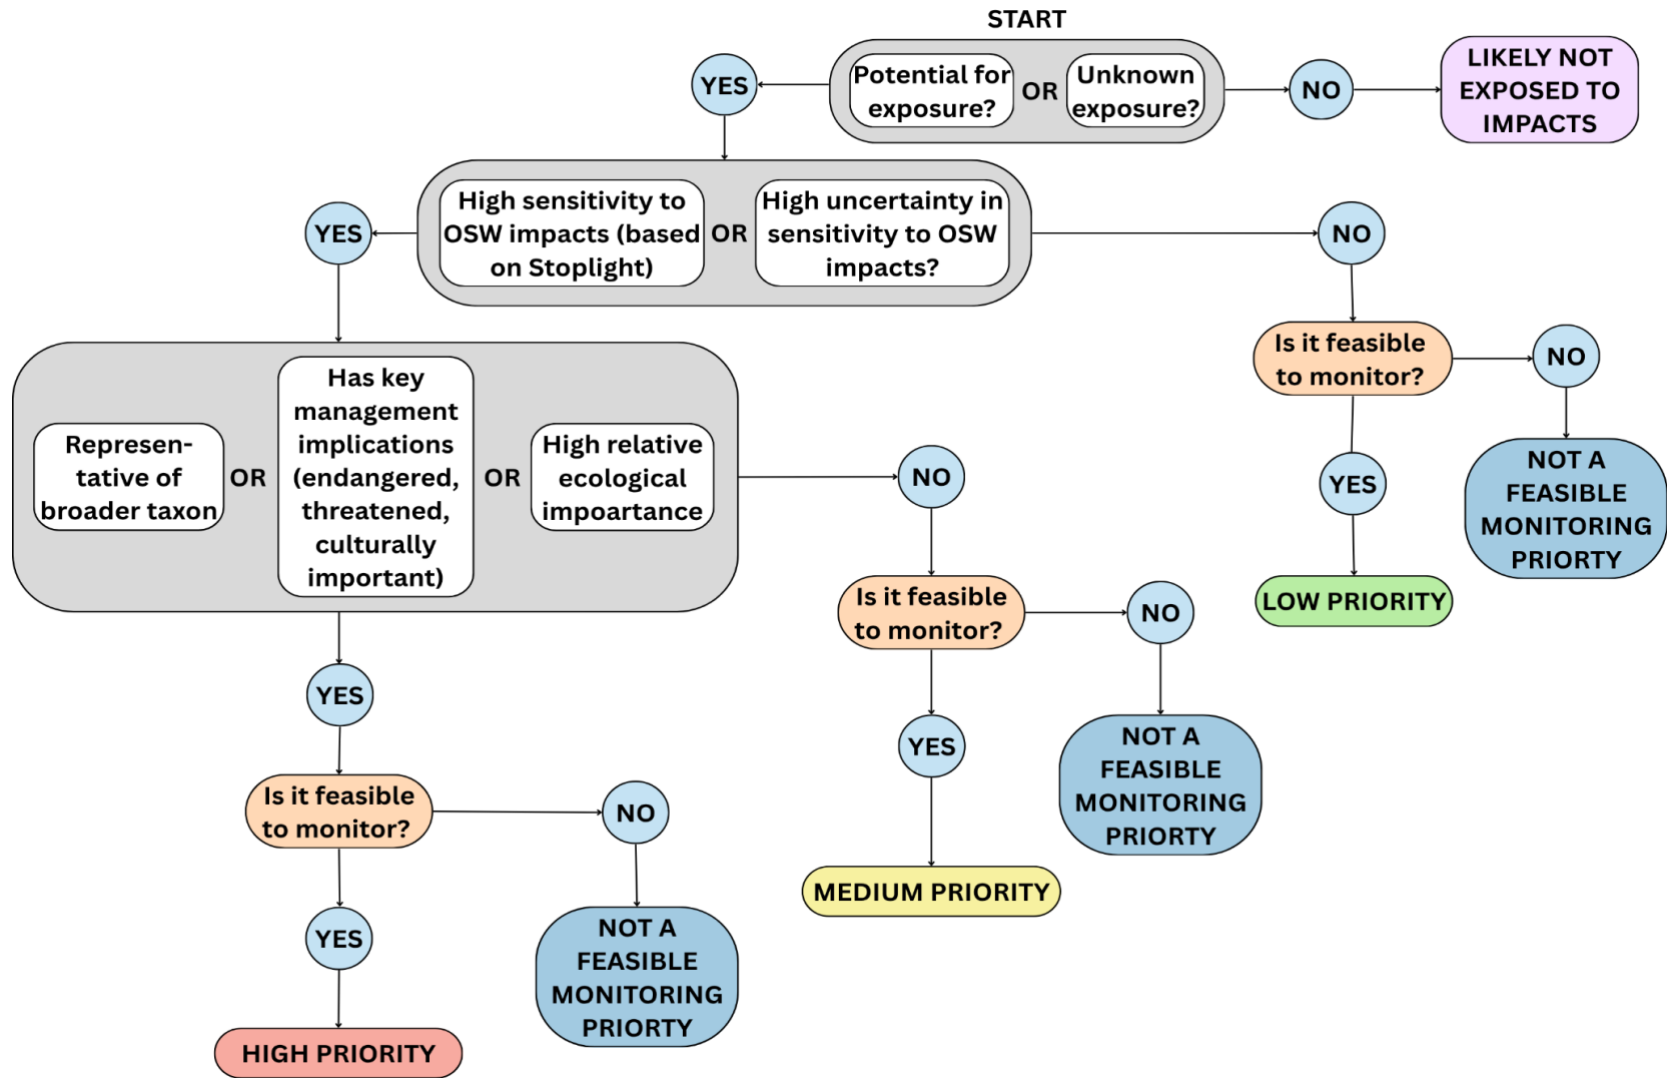 START
Potential for
exposure?
OR
Unknown
exposure?
YES
NO
LIKELY NOT
EXPOSED TO
IMPACTS
High sensitivity to
OSW impacts (based
on Stoplight)
OR
High uncertainty in
sensitivity to OSW
impacts?
YES
NO
Is it feasible
to monitor?
NO
NOT A
FEASIBLE
MONITORING
PRIORTY
YES
LOW PRIORITY
Represen-
tative of
broader taxon
OR
Has key
management
implications
(endangered,
threatened,
culturally
important)
OR
High relative
ecological
impoartance
NO
Is it feasible
to monitor?
NO
NOT A
FEASIBLE
MONITORING
PRIORTY
YES
MEDIUM PRIORITY
YES
Is it feasible
to monitor?
NO
NOT A
FEASIBLE
MONITORING
PRIORTY
YES
HIGH PRIORITY